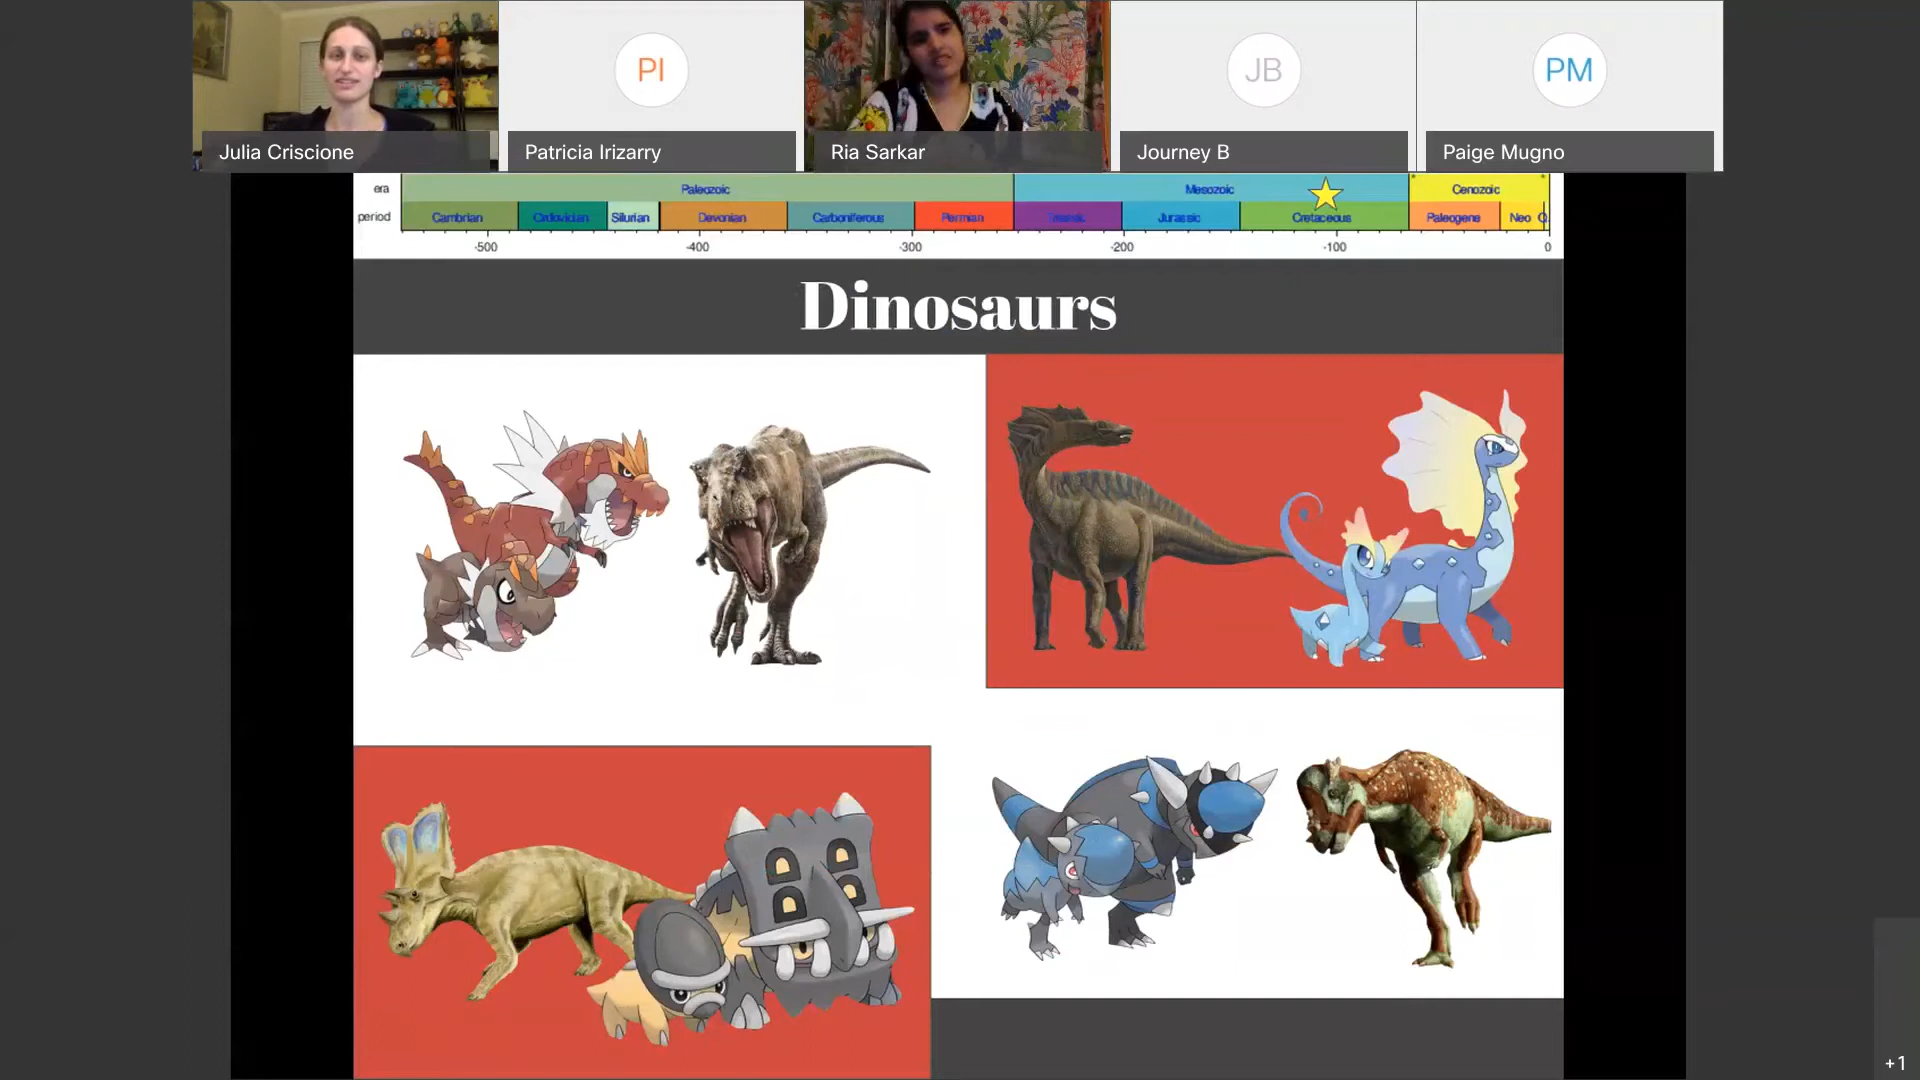 PI
JB
PM
Julia Criscione
Patricia Irizarry
Ria Sarkar
Journey B
Paige Mugno
era
Paleozoic
Mesozoic
Cenozoic
period
Cambrian
Ordovician
Silurian
Devonian
Carboniferous
Permian
Triassic
Jurassic
Cretaceous
Paleogene
Neo
Q.
-500
-400
-300
-200
-100
0
Dinosaurs
+1